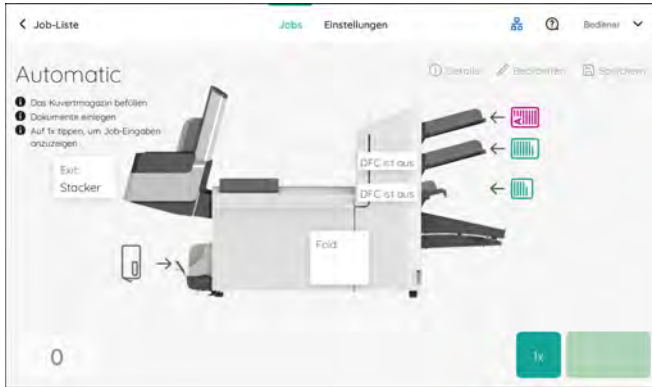 Job-Liste
Jobs
Einstellungen
Bediener
Automatic
Details
Bearbeiten
Speichern
Das Kuvertmagazin befüllen
Dokumente einlegen
Auf 1x tippen, um Job-Eingaben
anzuzeigen
Exit:
Stacker
DFC ist aus
DFC ist aus
Fold
0
1x